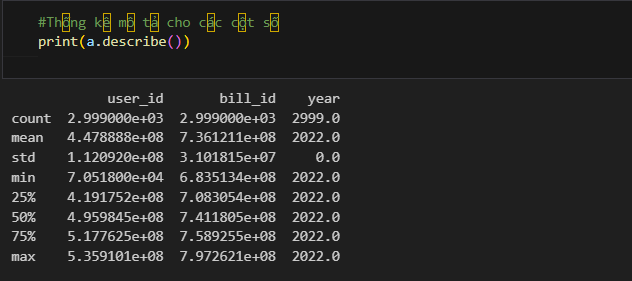 #Thống kê mô tả cho các cột số
print(a.describe())
user_id bill_id year
count 2.999000e+03 2.999000e+03 2999.0
mean 4.478888e+08 7.361211e+08 2022.0
std 1.120920e+08 3.101815e+07 0.0
min 7.051800e+04 6.835134e+08 2022.0
25% 4.191752e+08 7.083054e+08 2022.0
50% 4.959845e+08 7.411805e+08 2022.0
75% 5.177625e+08 7.589255e+08 2022.0
max 5.359101e+08 7.972621e+08 2022.0